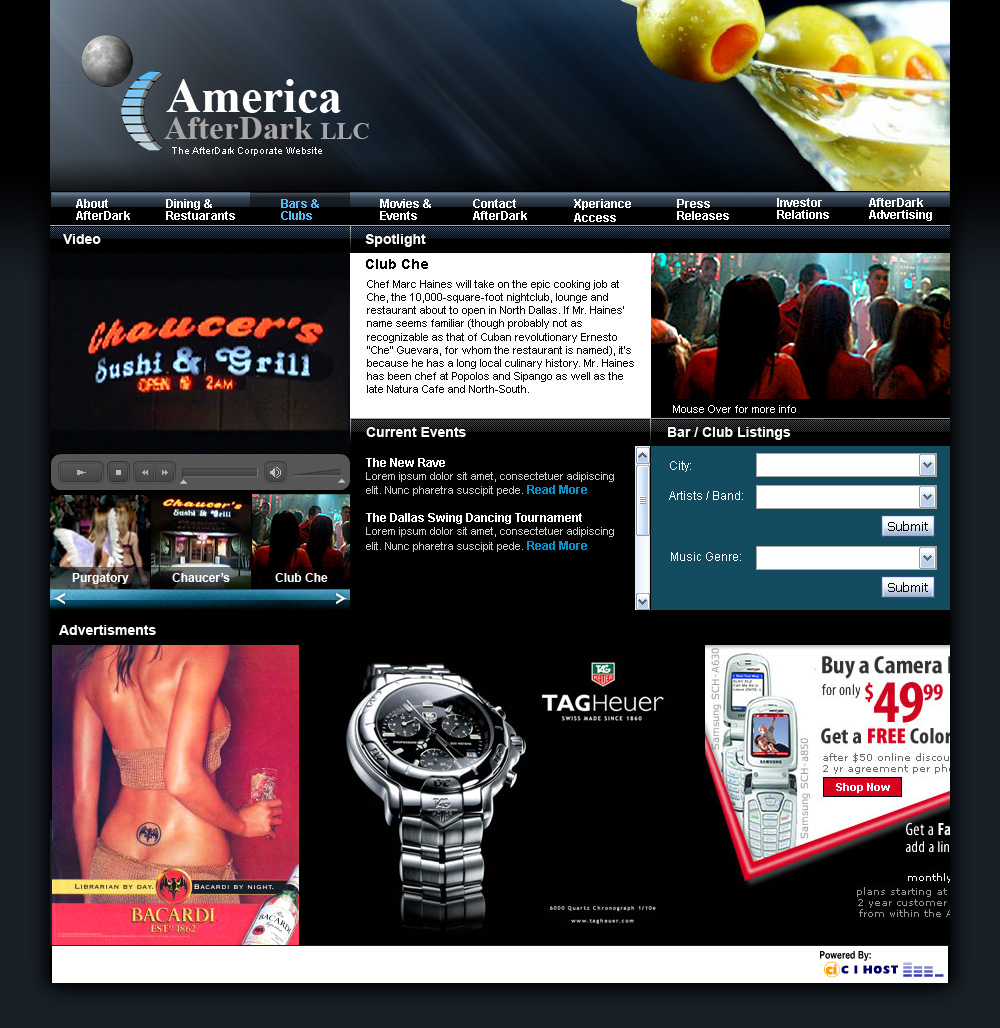 America
AfterDark LLC
The AfterDark Corporate Website
About AfterDark
Dining & Restuarants
Bars & Clubs
Movies & Events
Contact AfterDark
Xperiance Access
Press Releases
Investor Relations
AfterDark Advertising
Video
Spotlight
Chaucer's
Sushi & Grill
OPEN 'til 2AM
Club Che
Chef Marc Haines will take on the epic cooking job at
Che, the 10,000-square-foot nightclub, lounge and
restaurant about to open in North Dallas. If Mr. Haines'
name seems familiar (though probably not as
recognizable as that of Cuban revolutionary Ernesto
"Che" Guevara, for whom the restaurant is named), it's
because he has a long local culinary history. Mr. Haines
has been chef at Popolos and Sipango as well as the
late Natura Cafe and North-South.
Mouse Over for more info
Purgatory
Chaucer's
Sushi & Grill
Chaucer's
Club Che
Current Events
The New Rave
Lorem ipsum dolor sit amet, consectetuer adipiscing
elit. Nunc pharetra suscipit pede. Read More
The Dallas Swing Dancing Tournament
Lorem ipsum dolor sit amet, consectetuer adipiscing
elit. Nunc pharetra suscipit pede. Read More
Bar / Club Listings
City:
Artists / Band:
Submit
Music Genre:
Submit
Advertisments
LIBRARIAN BY DAY.
BACARDI BY NIGHT.
BACARDI
ESTD 1862
BACARDI
TAG
HEUER
TAGHeuer
SWISS MADE SINCE 1860
TAG
HEUER
PROFESSIONAL
200 METERS
6000 Quartz Chronograph 1/10e
www.tagheuer.com
Samsung SCH-A630
Samsung SCH-a850
SAMSUNG
Buy a Camera
for only $49.99
Get a FREE Color
after $50 online discou
2 yr agreement per pho
Shop Now
Get a Fa
add a lin
monthly
plans starting at
2 year customer
from within the A
Powered By:
ci C I HOST